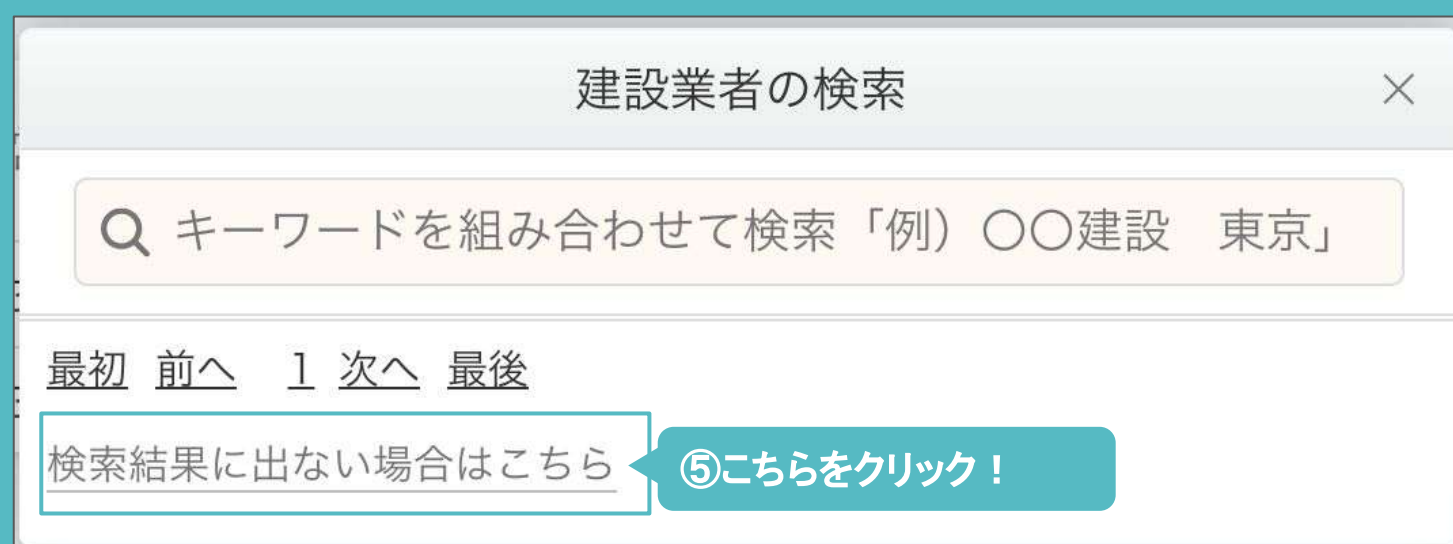 建設業者の検索 ×
キーワードを組み合わせて検索「例）〇〇建設　東京」
最初 前へ 1 次へ 最後
検索結果に出ない場合はこちら
⑤こちらをクリック！